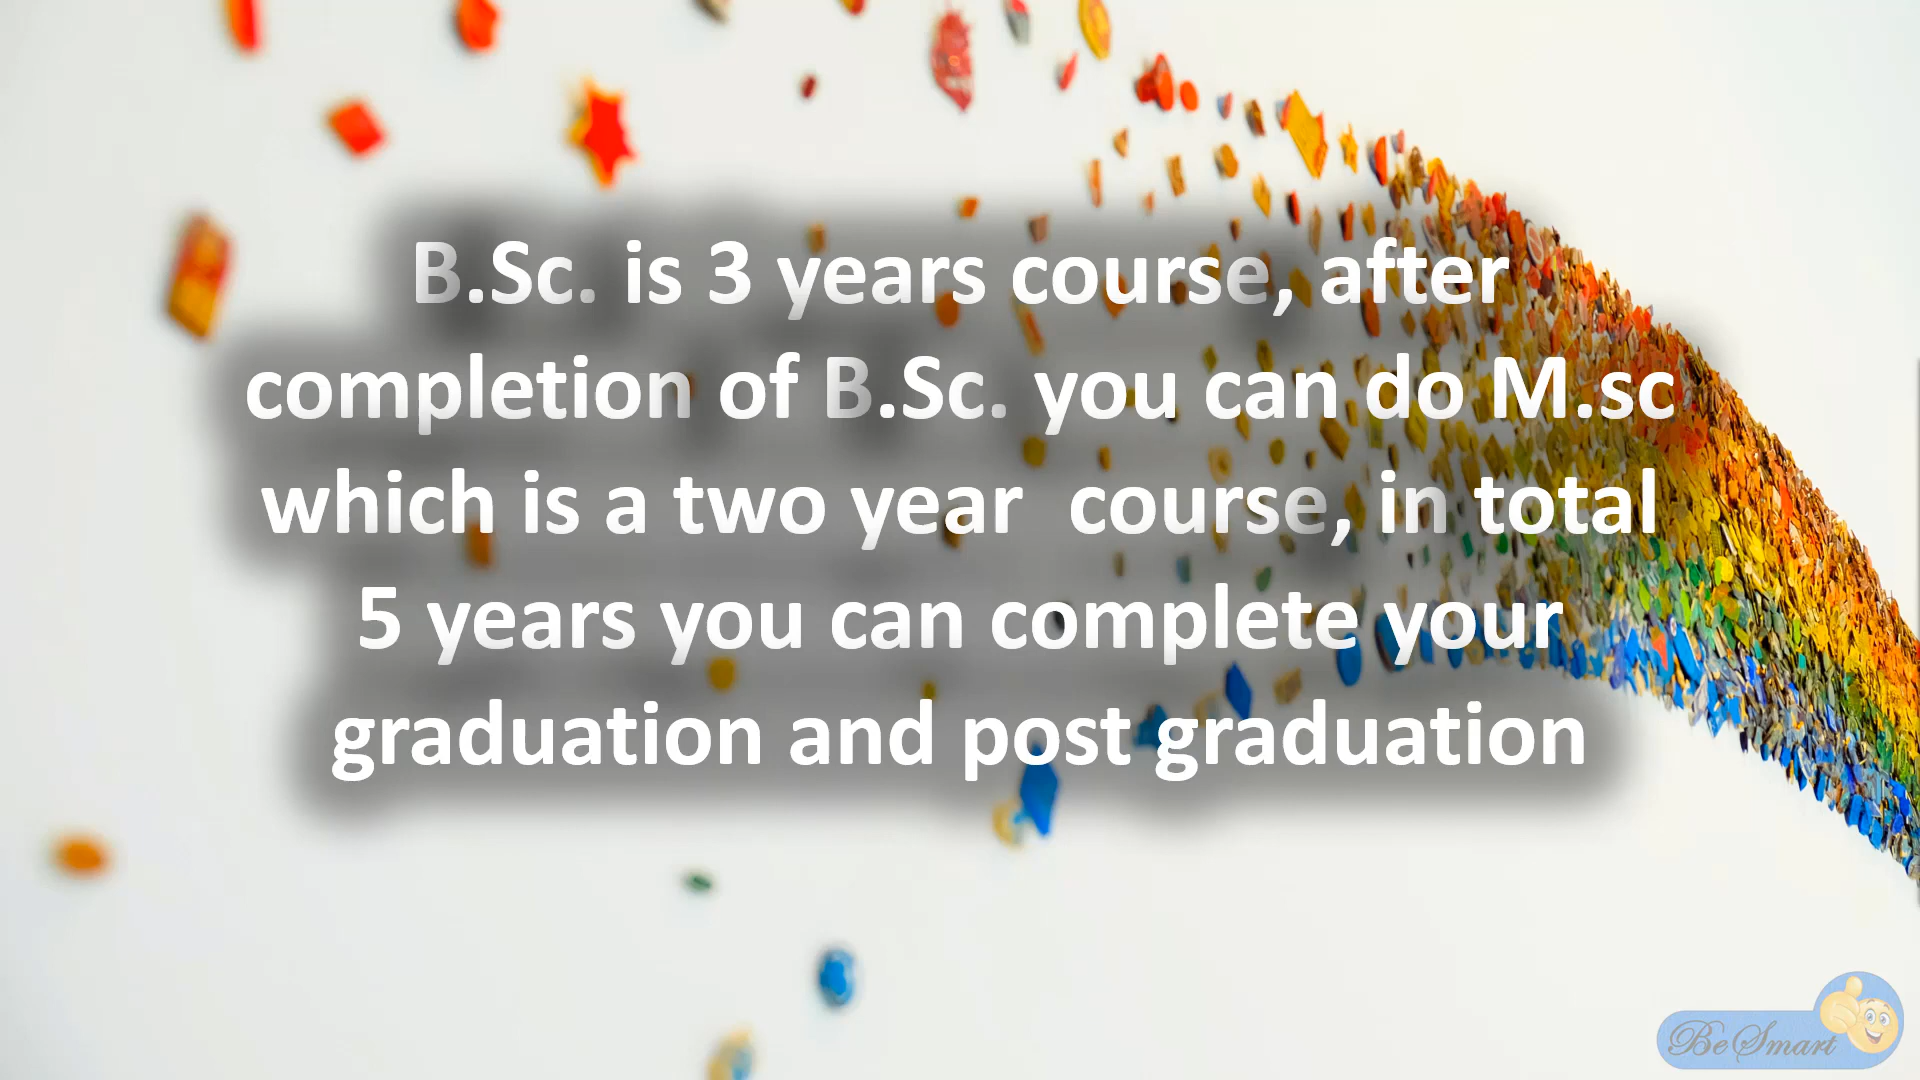 B.Sc. is 3 years course, after
completion of B.Sc. you can do M.sc
which is a two year  course, in total
5 years you can complete your
graduation and post graduation
Be Smart